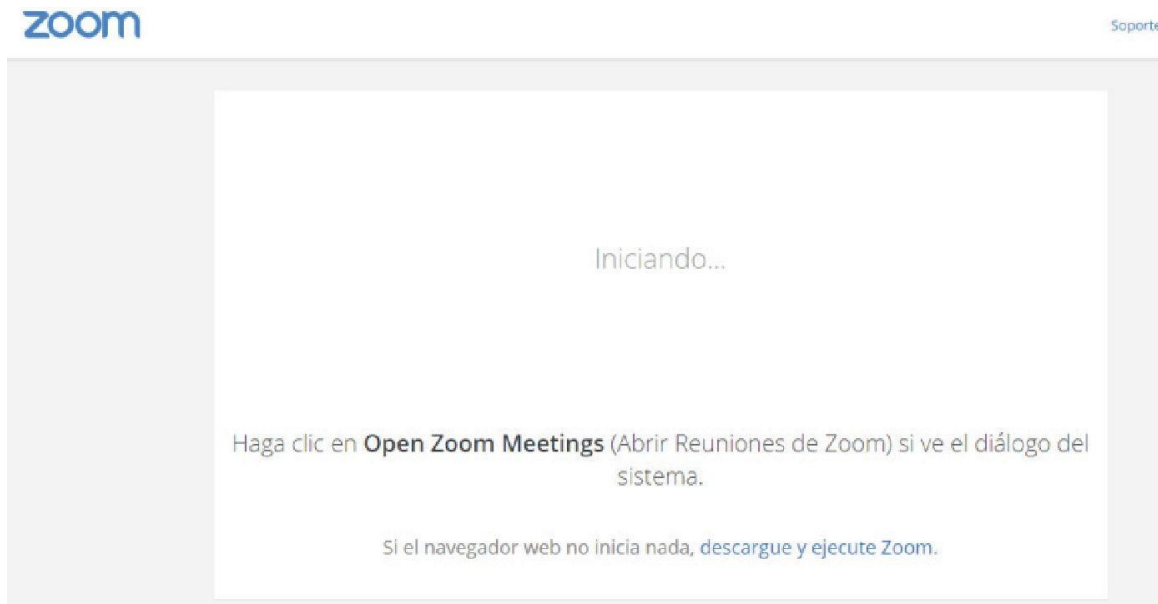 zoom
Soporte
Iniciando...
Haga clic en Open Zoom Meetings (Abrir Reuniones de Zoom) si ve el diálogo del
sistema.
Si el navegador web no inicia nada, descargue y ejecute Zoom.